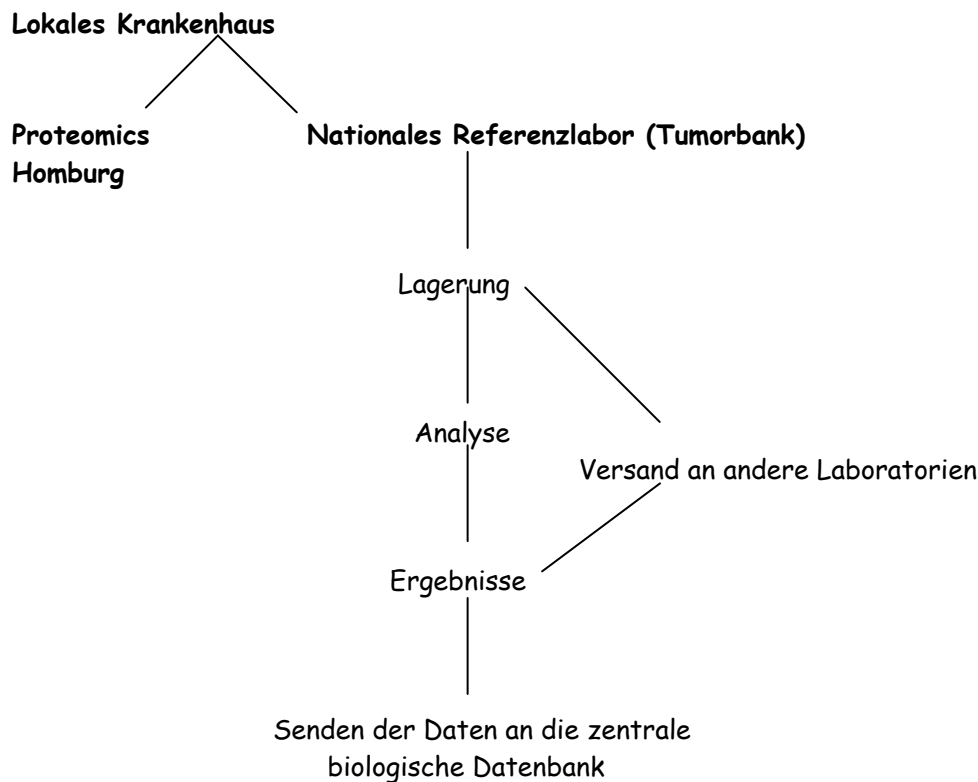 Lokales Krankenhaus
Proteomics
Homburg
Nationales Referenzlabor (Tumorbank)
Lagerung
Analyse
Versand an andere Laboratorien
Ergebnisse
Senden der Daten an die zentrale
biologische Datenbank